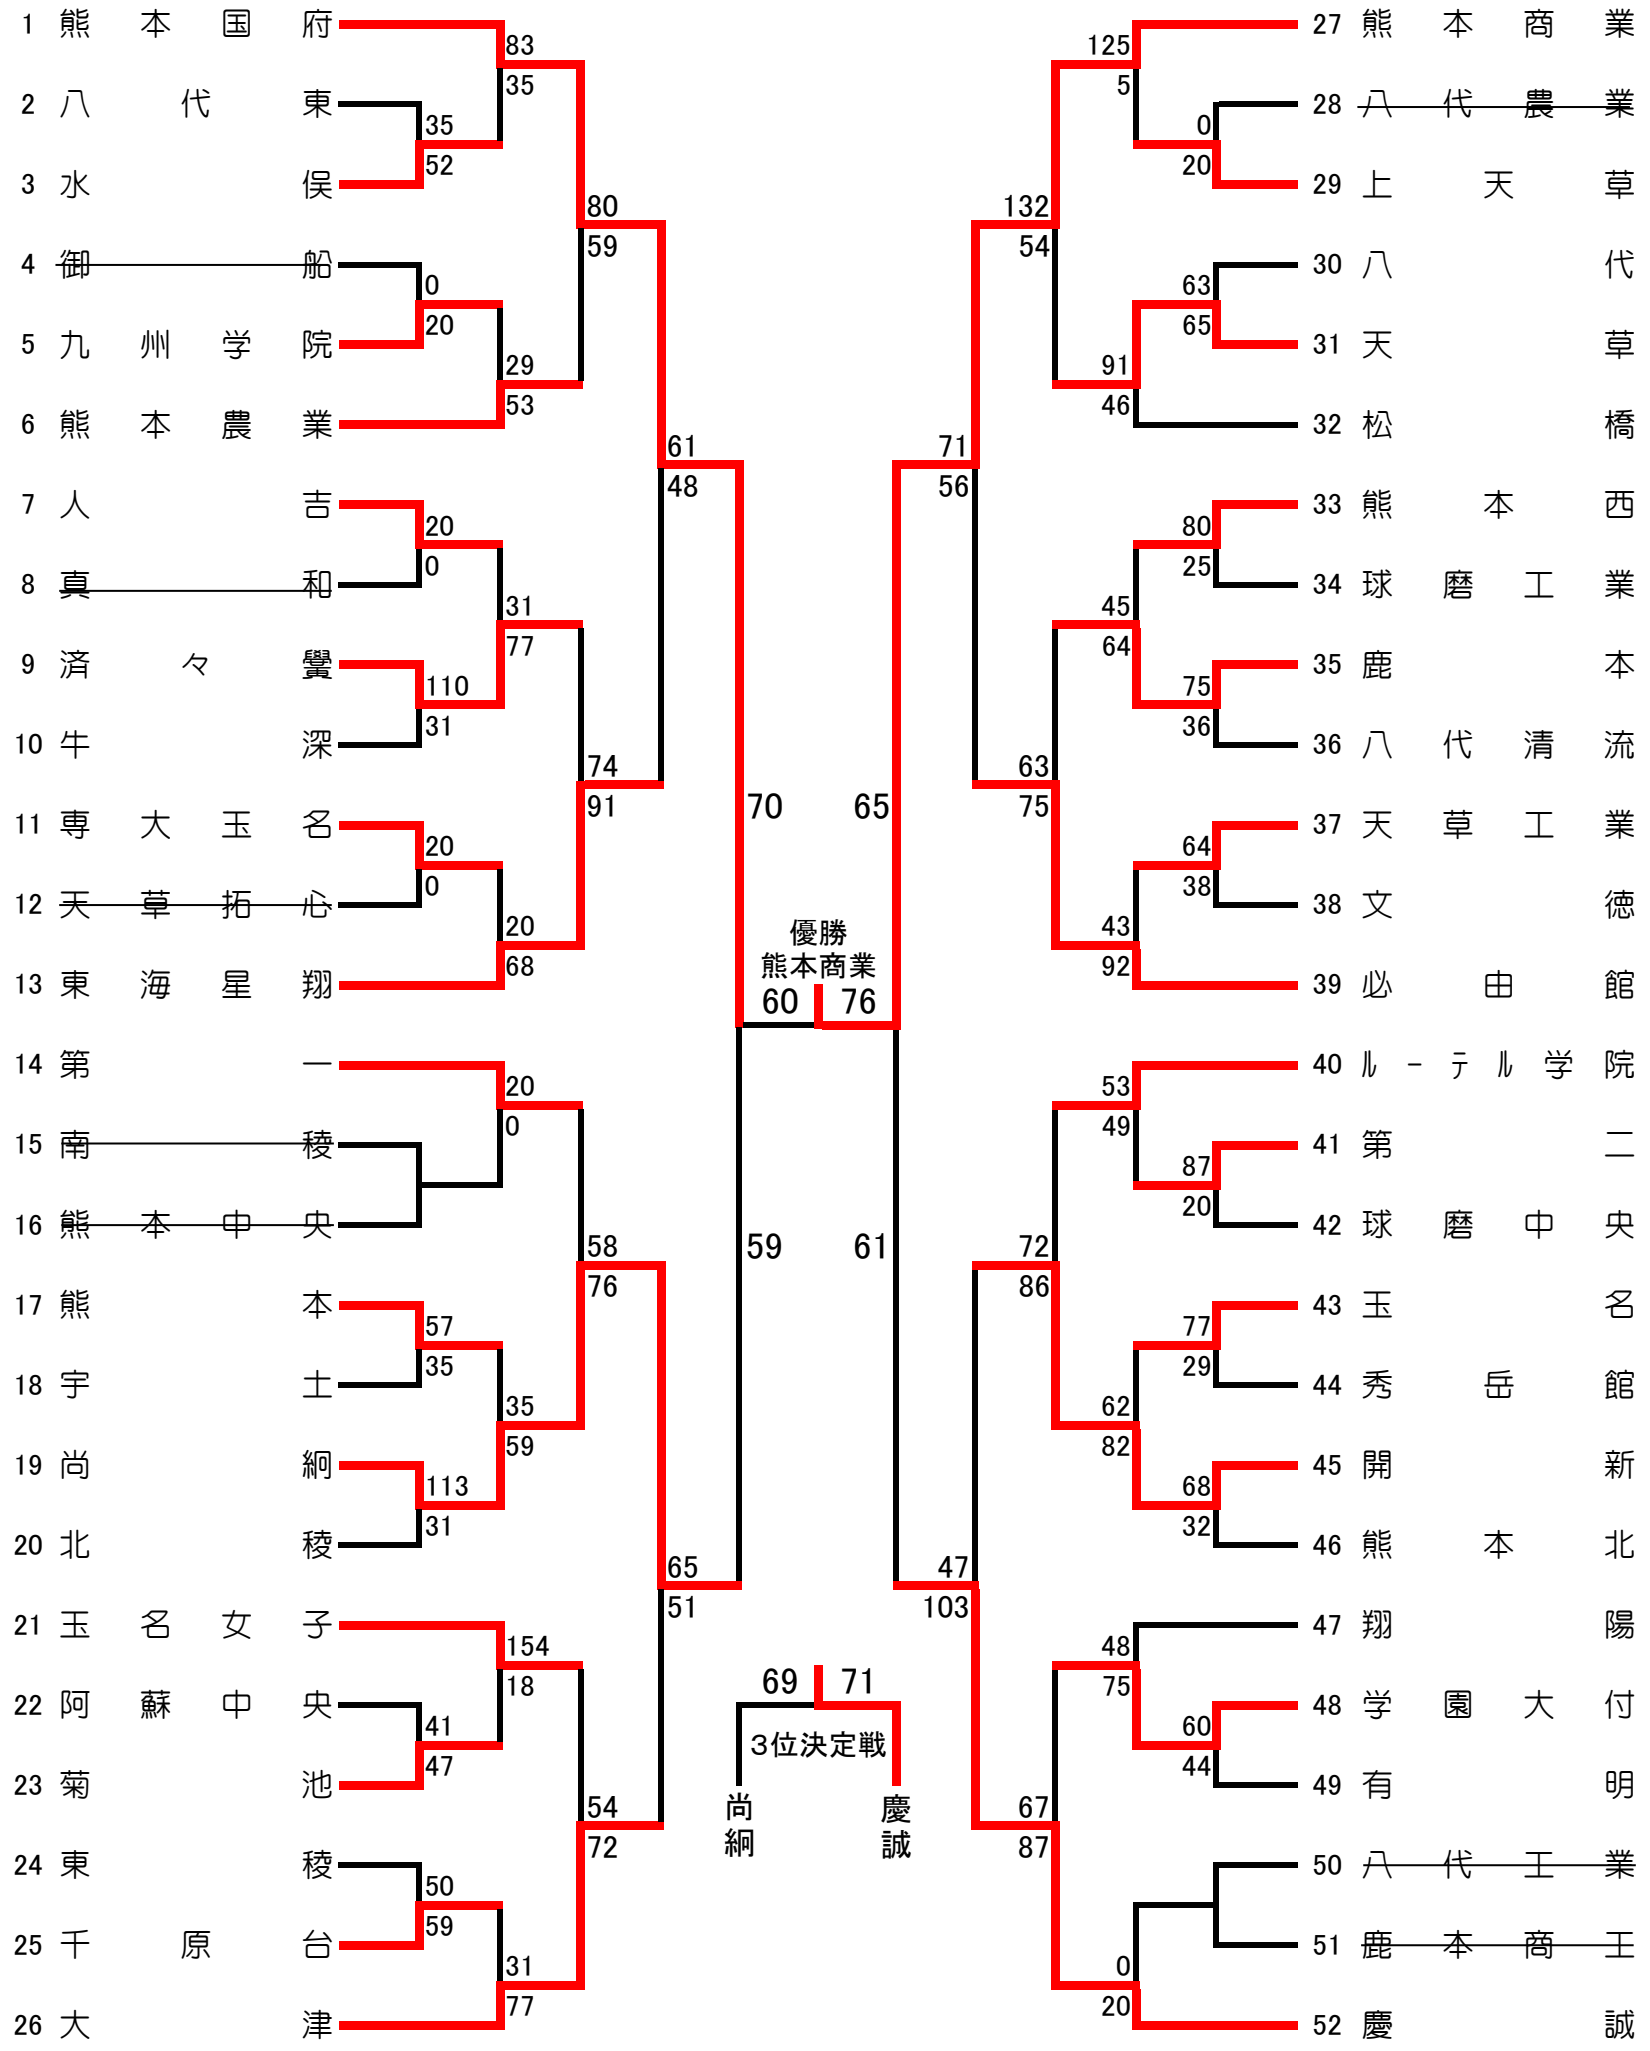 1 熊本国府
83
35
2 八代東
35
52
3 水俣
80
59
4 御船
0
20
5 九州学院
29
53
6 熊本農業
61
48
7 人吉
20
0
8 真和
31
77
9 済々黌
110
31
10 牛深
74
91
11 専大玉名
20
0
12 天草拓心
20
68
13 東海星翔
70
14 第一
20
0
15 南稜
16 熊本中央
58
76
17 熊本
57
35
18 宇土
35
59
19 尚絅
113
31
20 北稜
65
51
21 玉名女子
154
18
22 阿蘇中央
41
47
23 菊池
54
72
24 東稜
50
59
25 千原台
31
77
26 大津
59
優勝
熊本商業
60 76
69 71
3位決定戦
尚絅
慶誠
65
61
27 熊本商業
125
5
28 八代農業
0
20
29 上天草
132
54
30 八代
63
65
31 天草
91
46
32 松橋
71
56
33 熊本西
80
25
34 球磨工業
45
64
35 鹿本
75
36
36 八代清流
63
75
37 天草工業
64
38
38 文徳
43
92
39 必由館
40 ルーテル学院
53
49
41 第二
87
20
42 球磨中央
72
86
43 玉名
77
29
44 秀岳館
62
82
45 開新
68
32
46 熊本北
47
103
47 翔陽
48
75
48 学園大付
60
44
49 有明
67
87
50 八代工業
51 鹿本商工
0
20
52 慶誠